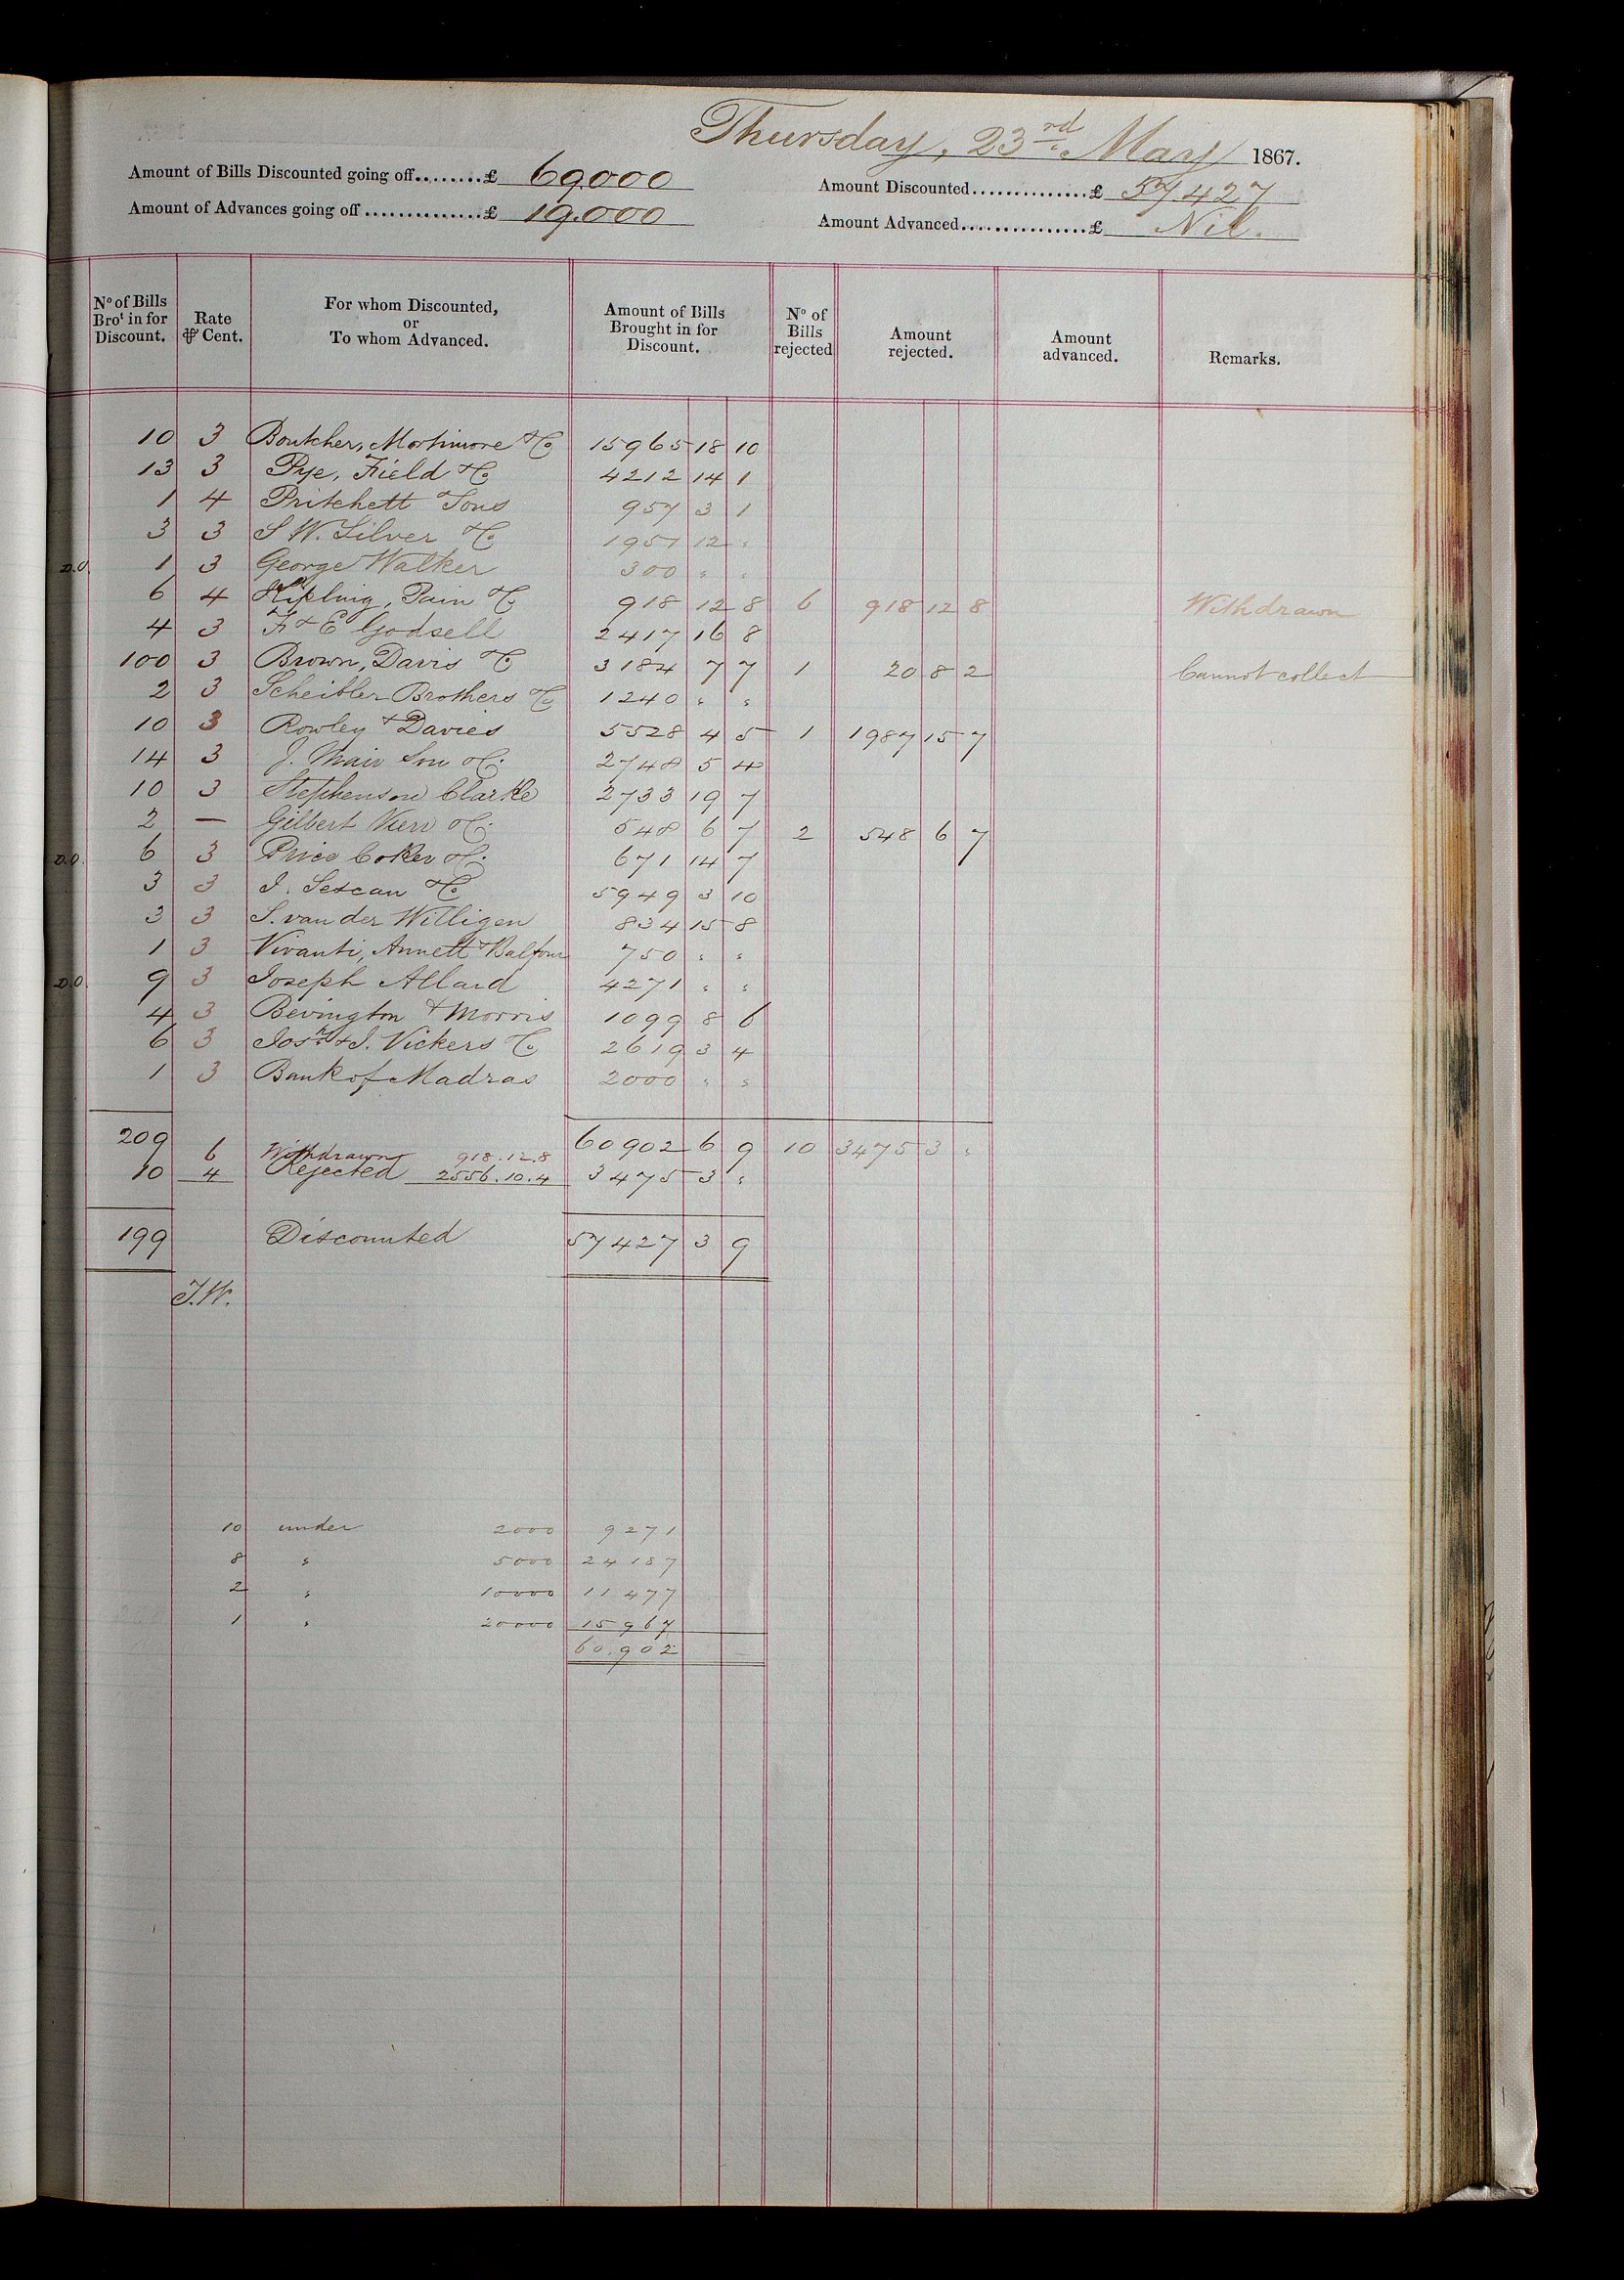 Thursday, 23rd May 1867.
Amount of Bills Discounted going off........£ 69.000
Amount Discounted..............£ 57.427
Amount of Advances going off...............£ 19.000
Amount Advanced................£ Nil.
No of Bills Brot in for Discount. Rate ⅌ Cent. For whom Discounted, or To whom Advanced. Amount of Bills Brought in for Discount. No of Bills rejected Amount rejected. Amount advanced. Remarks.
10 3 Boutcher, Mortimore & Co 15965 18 10
13 3 Pye, Field & Co 4212 14 1
1 4 Pritchett & Sons 957 3 1
3 3 S W. Silver & Co 1951 12 "
D.O. 1 3 George Walker 300 " "
6 4 Kipling, Pain & Co 918 12 8 6 918 12 8 Withdrawn
4 3 F & E Godsell 2417 16 8
100 3 Brown, Davis & Co 3184 7 7 1 20 8 2 Cannot collect
2 3 Scheibler Brothers & Co 1240 " "
10 3 Rowley & Davies 5528 4 5 1 1987 15 7
14 3 J. Mair Son & Co. 2748 5 4
10 3 Stephenson Clarke 2733 19 7
2 — Gilbert & Co. 548 6 7 2 548 6 7
D.O. 6 3 Price Coker & Co. 671 14 7
3 3 I. Sescau & Co 5949 3 10
3 3 S. van der Willigen 834 15 8
1 3 Vivanti, Annett & Balfour 750 " "
D.O. 9 3 Joseph Allard 4271 " "
4 3 Bevington & Morris 1099 8 6
6 3 Josh & I. Vickers & Co 2619 3 4
1 3 Bank of Madras 2000 " "
209 60902 6 9 10 3475 3 "
6 Withdrawn 918.12.8
10 4 Rejected 2556.10.4 3475 3 "
199 Discounted 57427 3 9
J.W.
10 under 2000 9271
8 " 5000 24187
2 " 10000 11477
1 " 20000 15967
60.902